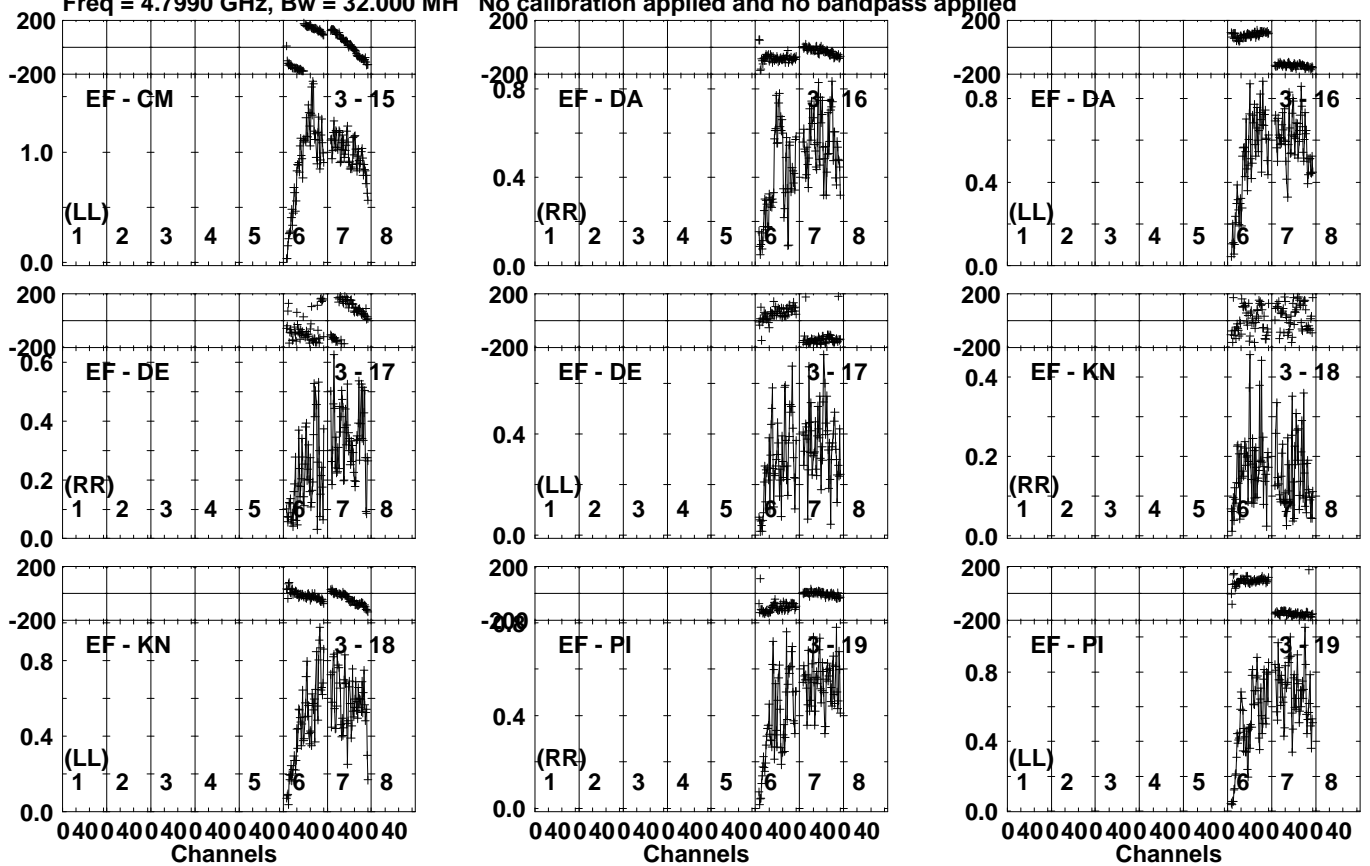 Freq = 4.7990 GHz, Bw = 32.000 MH No calibration applied and no bandpass applied
200
-200
EF - CM 3 - 15
1.0
(LL)
1 2 3 4 5 6 7 8
0.0
200
-200
0.8
EF - DA 3 - 16
0.4
(RR)
1 2 3 4 5 6 7 8
0.0
200
-200
0.8
EF - DA 3 - 16
0.4
(LL)
1 2 3 4 5 6 7 8
0.0
200
-200
0.6
EF - DE 3 - 17
0.4
0.2
(RR)
1 2 3 4 5 6 7 8
0.0
200
-200
EF - DE 3 - 17
0.4
(LL)
1 2 3 4 5 6 7 8
0.0
200
-200
0.4
EF - KN 3 - 18
0.2
(RR)
1 2 3 4 5 6 7 8
0.0
200
-200
EF - KN 3 - 18
0.8
0.4
(LL)
1 2 3 4 5 6 7 8
0.0
0 40 0 40 0 40 0 40 0 40 0 40 0 40 0 40
Channels
200
-200
0.8
EF - PI 3 - 19
0.4
(RR)
1 2 3 4 5 6 7 8
0.0
0 40 0 40 0 40 0 40 0 40 0 40 0 40 0 40
Channels
200
-200
EF - PI 3 - 19
0.8
0.4
(LL)
1 2 3 4 5 6 7 8
0.0
0 40 0 40 0 40 0 40 0 40 0 40 0 40 0 40
Channels